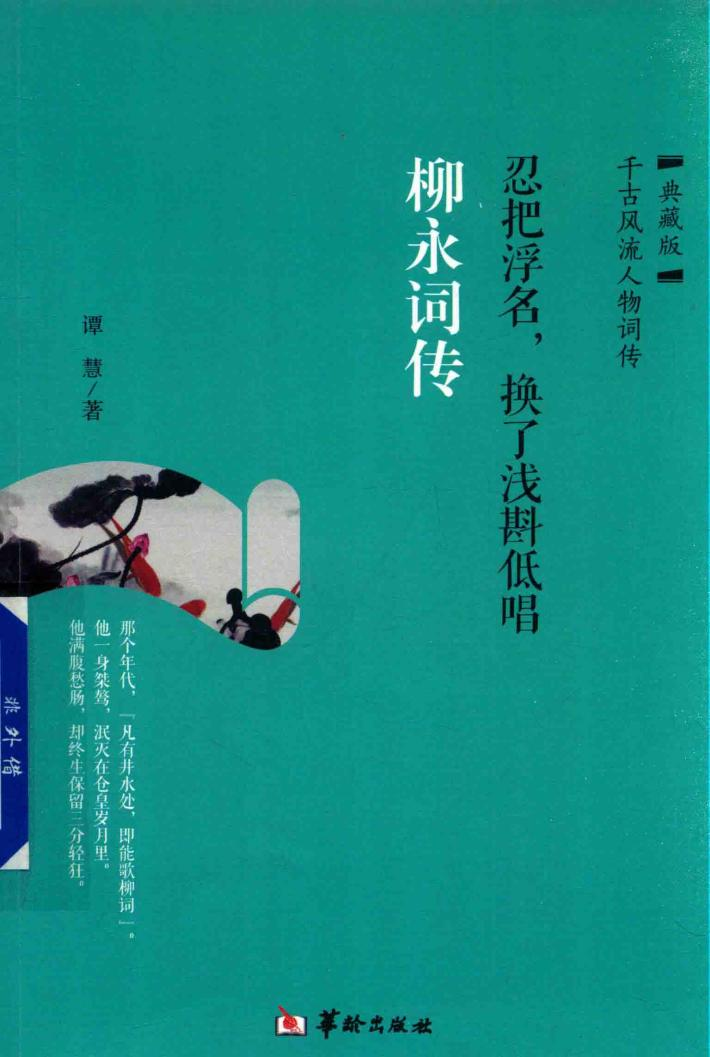 【典藏版】
千古风流人物词传
忍把浮名，换了浅斟低唱
柳永词传
谭慧/著
那个年代，『凡有井水处，即能歌柳词』。
他一身桀骜，泯灭在仓皇岁月里。
他满腹愁肠，却终生保留三分轻狂。
非外借
华龄出版社